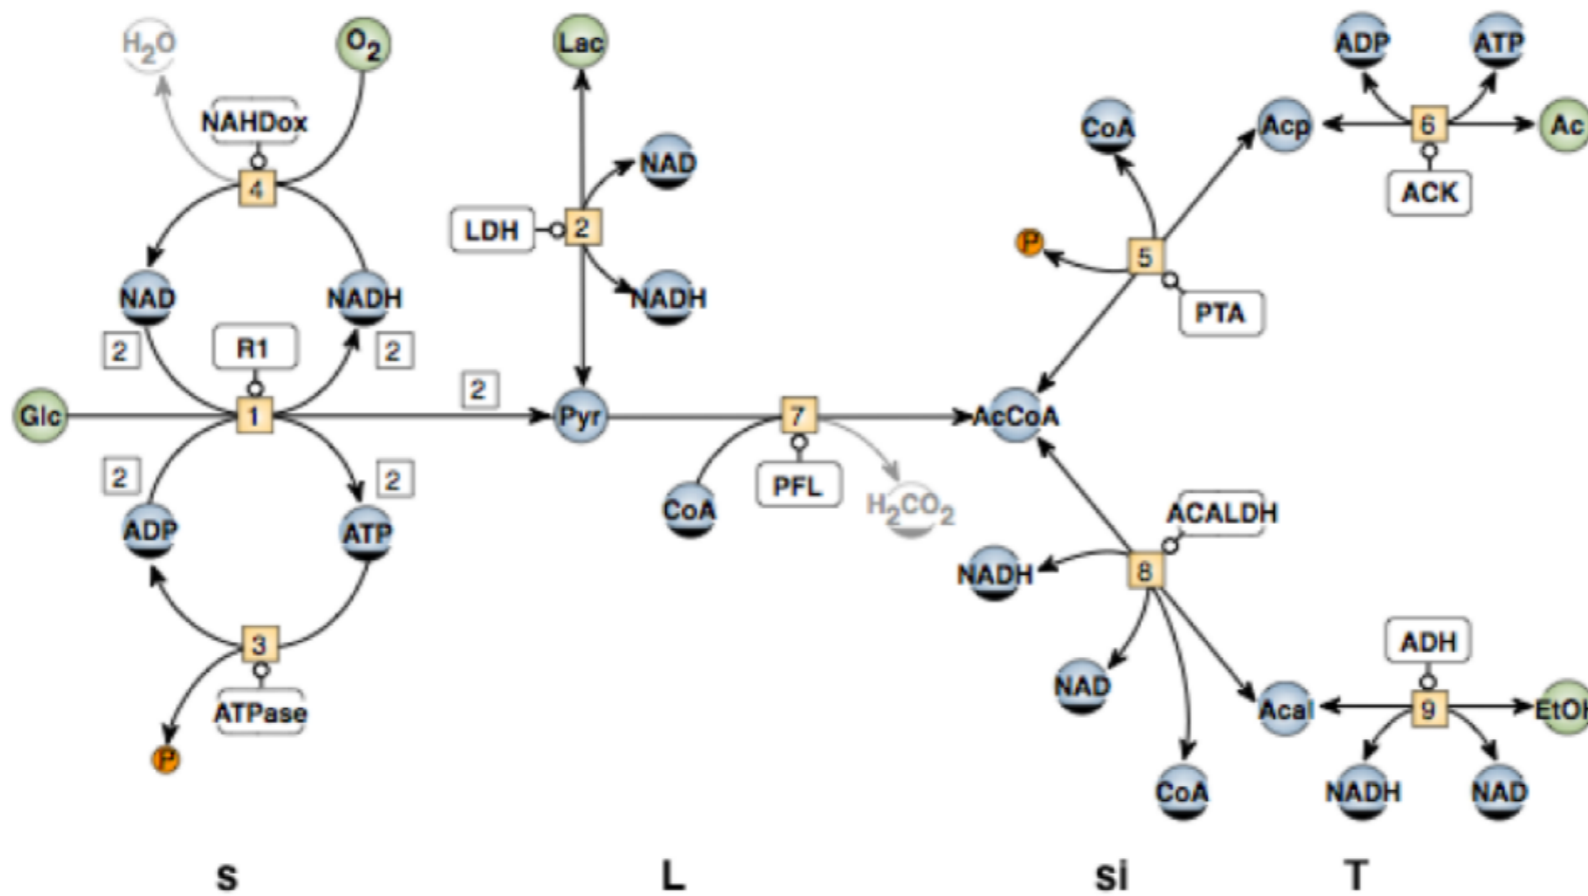 H2O
O2
Lac
ADP
ATP
NAHDox
CoA
Acp
6
Ac
4
NAD
ACK
LDH
2
P
5
NAD
NADH
NADH
PTA
2
R1
2
2
Glc
1
Pyr
7
AcCoA
2
2
PFL
CoA
H2CO2
ACALDH
ADP
ATP
NADH
8
3
ADH
NAD
Acal
9
EtOH
ATPase
P
CoA
NADH
NAD
s
L
si
T